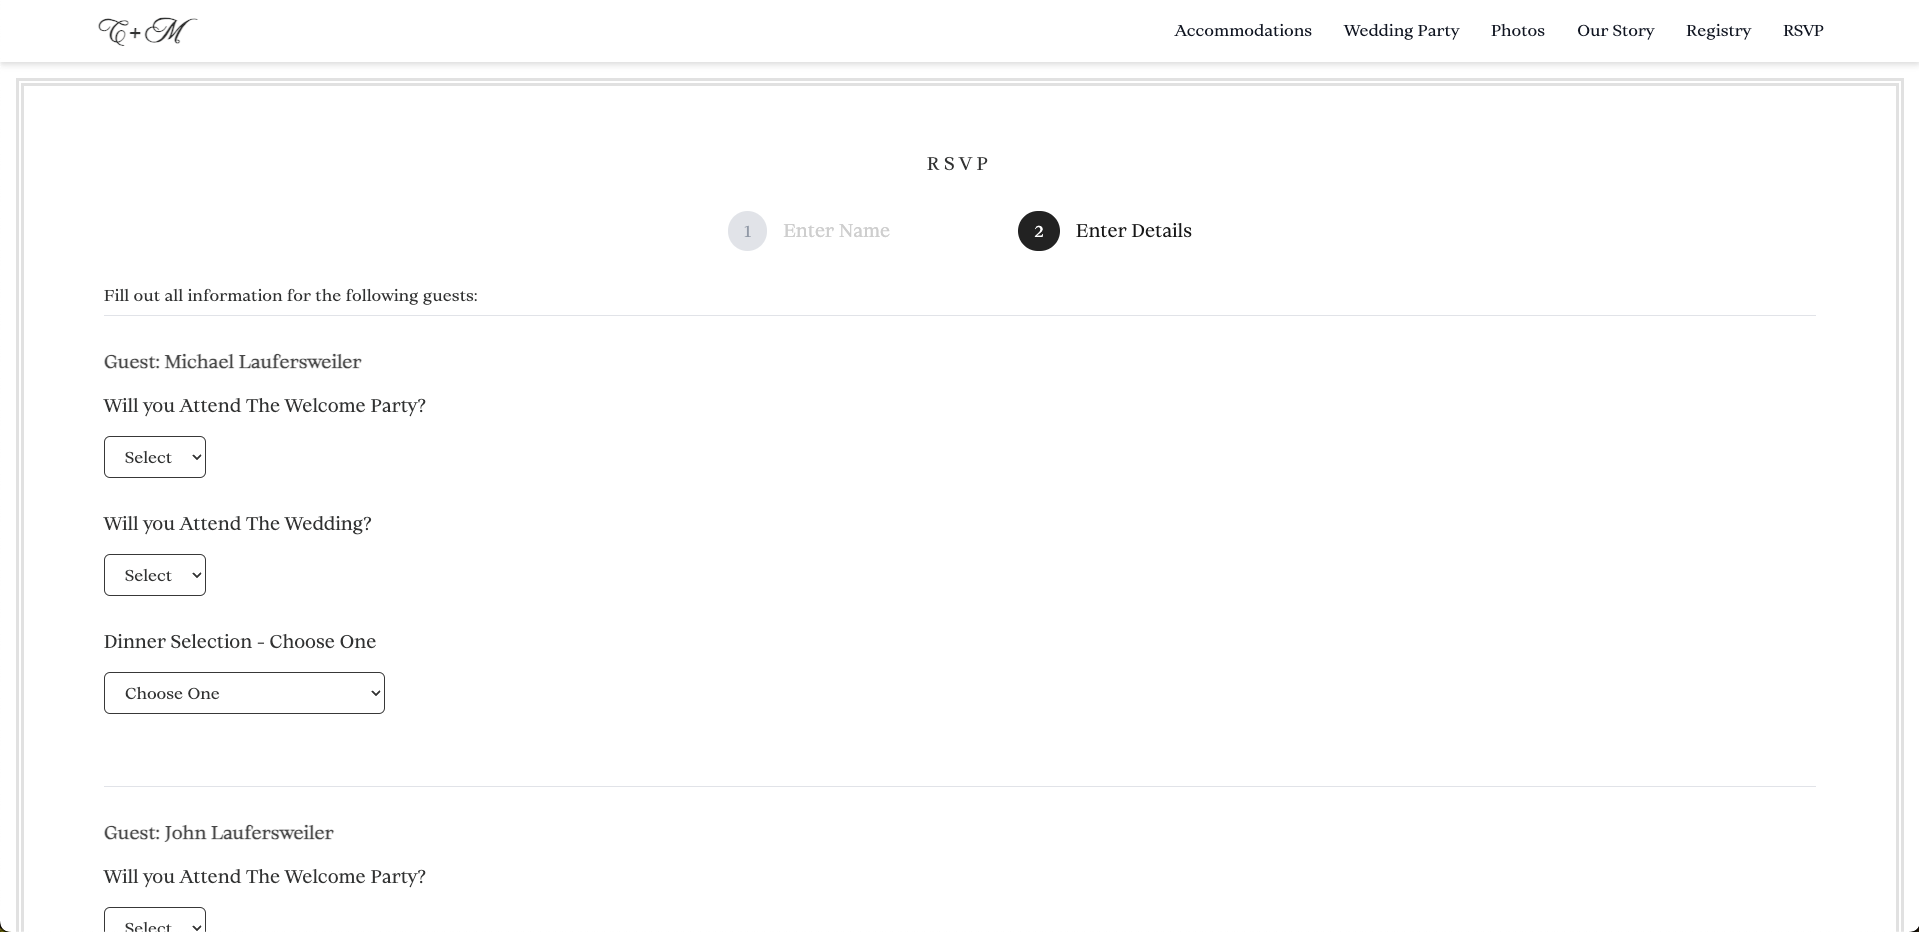 C+M
Accommodations Wedding Party Photos Our Story Registry RSVP
RSVP
1 Enter Name 2 Enter Details
Fill out all information for the following guests:
Guest: Michael Laufersweiler
Will you Attend The Welcome Party?
Select
Will you Attend The Wedding?
Select
Dinner Selection - Choose One
Choose One
Guest: John Laufersweiler
Will you Attend The Welcome Party?
Select